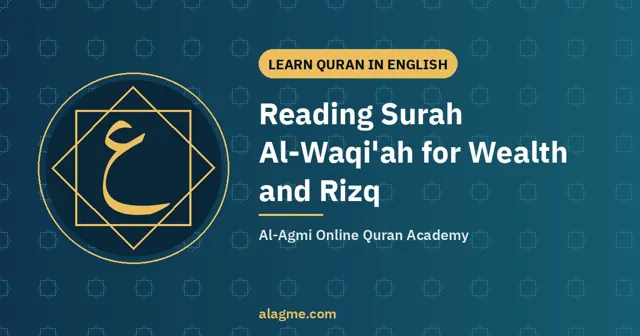 LEARN QURAN IN ENGLISH
ع
Reading Surah
Al-Waqi'ah for Wealth
and Rizq
Al-Agmi Online Quran Academy
alagme.com